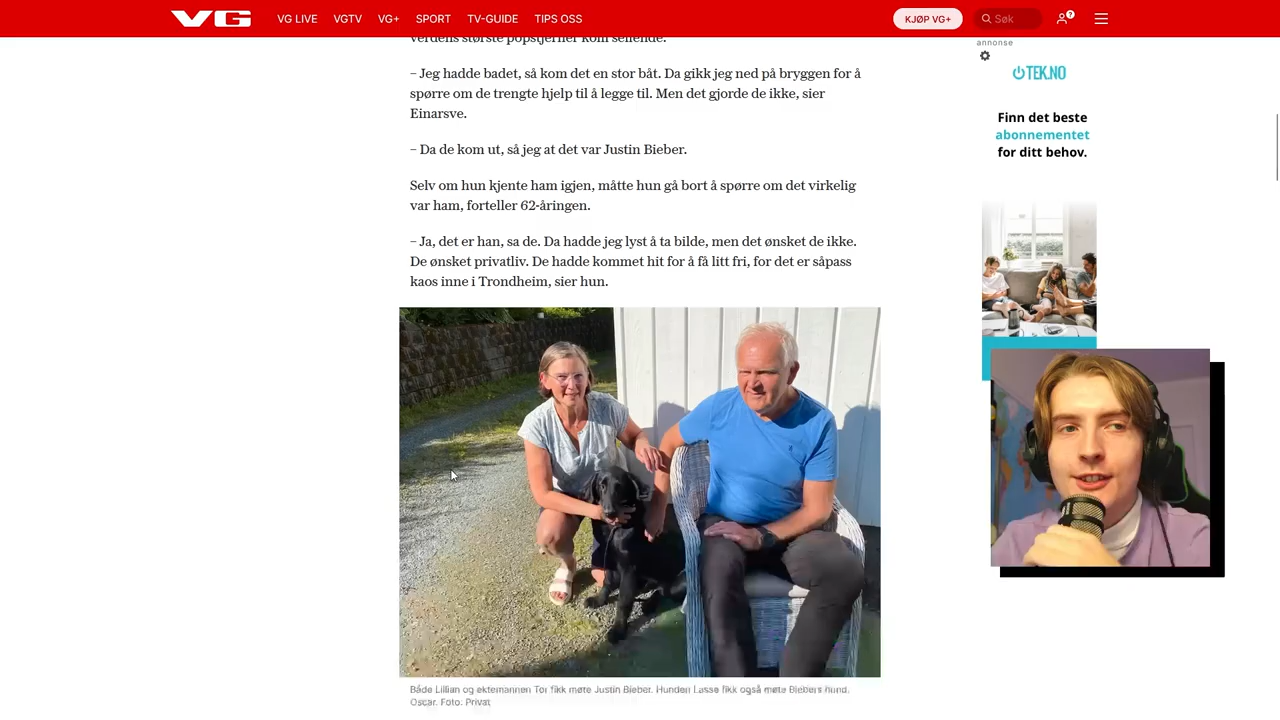 VG
VG LIVE
VGTV
VG+
SPORT
TV-GUIDE
TIPS OSS
KJØP VG+
Søk
?
verdens største popstjerner kom seilende.
– Jeg hadde badet, så kom det en stor båt. Da gikk jeg ned på bryggen for å
spørre om de trengte hjelp til å legge til. Men det gjorde de ikke, sier
Einarsve.
– Da de kom ut, så jeg at det var Justin Bieber.
Selv om hun kjente ham igjen, måtte hun gå bort å spørre om det virkelig
var ham, forteller 62-åringen.
– Ja, det er han, sa de. Da hadde jeg lyst å ta bilde, men det ønsket de ikke.
De ønsket privatliv. De hadde kommet hit for å få litt fri, for det er såpass
kaos inne i Trondheim, sier hun.
Både Lillian og ektemannen Tor fikk møte Justin Bieber. Hunden Lasse fikk også møte Biebers hund,
Oscar. Foto: Privat
annonse
TEK.NO
Finn det beste
abonnementet
for ditt behov.